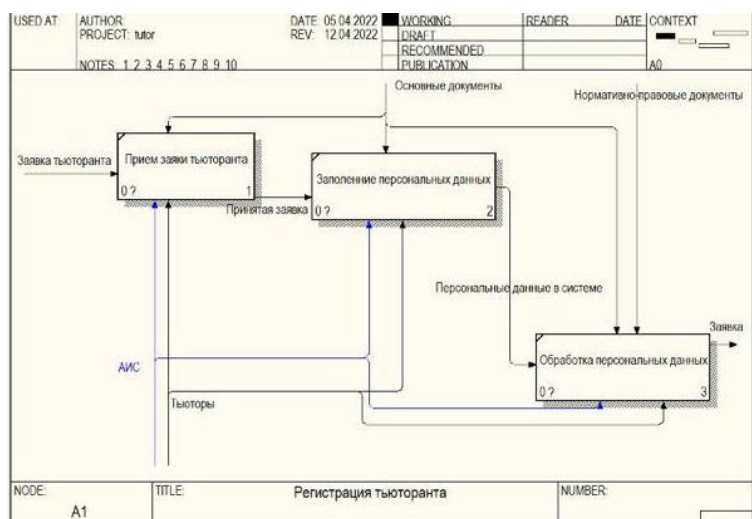 USED AT: AUTHOR: DATE: 05.04.2022 WORKING READER DATE CONTEXT
PROJECT: tutor REV: 12.04.2022 DRAFT
RECOMMENDED
NOTES: 1 2 3 4 5 6 7 8 9 10 PUBLICATION A0
Основные документы
Нормативно-правовые документы
Заявка тьюторанта
Прием заяки тьюторанта
0 ? 1
Заполенние персональных данных
Принятая заявка
0 ? 2
Персональные данные в системе
Заявка
Обработка персональных данных
0 ? 3
АИС
Тьюторы
NODE: TITLE: Регистрация тьюторанта NUMBER:
A1